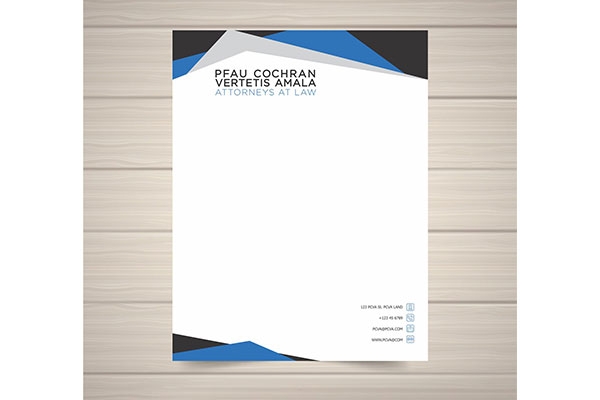 PFAU COCHRAN
VERTETIS AMALA
ATTORNEYS AT LAW
123 PCVA St, PCVA LAND
+123 45 6789
PCVA@PCVA.COM
WWW.PCVA@COM